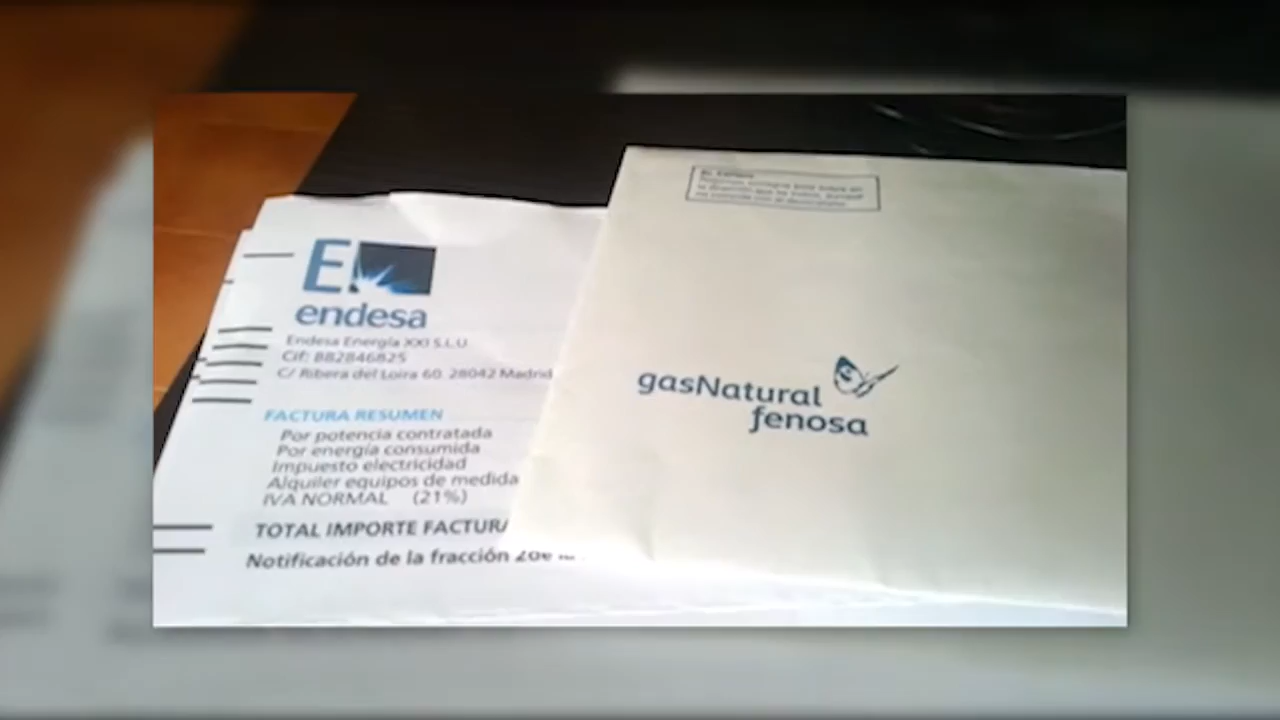 endesa
Endesa Energía XXI S.L.U
Cif: B82846825
C/ Ribera del Loira 60. 28042 Madrid
FACTURA RESUMEN
Por potencia contratada
Por energía consumida
Impuesto electricidad
Alquiler equipos de medida
IVA NORMAL (21%)
TOTAL IMPORTE FACTURA
Notificación de la fracción
gasNatural
fenosa